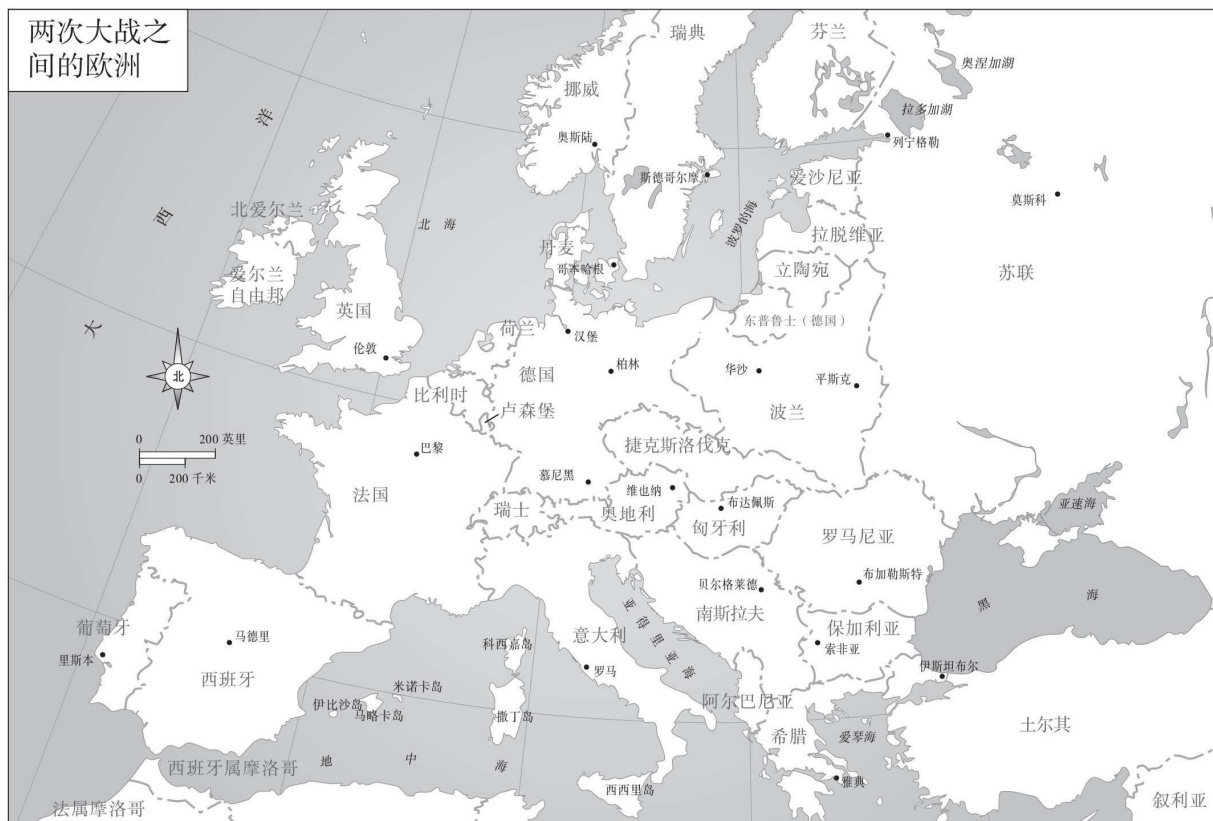 两次大战之
间的欧洲
瑞典
芬兰
奥涅加湖
挪威
拉多加湖
洋
奥斯陆
列宁格勒
斯德哥尔摩
爱沙尼亚
莫斯科
西
北爱尔兰
北海
波罗的海
拉脱维亚
丹麦
哥本哈根
立陶宛
苏联
爱尔兰
自由邦
英国
大
荷兰
汉堡
东普鲁士（德国）
伦敦
德国
柏林
华沙
平斯克
北
比利时
卢森堡
波兰
0 200 英里
0 200 千米
巴黎
捷克斯洛伐克
法国
慕尼黑
维也纳
瑞士
奥地利
布达佩斯
匈牙利
亚速海
罗马尼亚
贝尔格莱德
布加勒斯特
南斯拉夫
黑海
葡萄牙
里斯本
马德里
西班牙
科西嘉岛
意大利
亚得里亚海
罗马
保加利亚
索非亚
伊斯坦布尔
米诺卡岛
伊比沙岛
马略卡岛
撒丁岛
阿尔巴尼亚
希腊
爱琴海
土尔其
西班牙属摩洛哥
地中海
西西里岛
雅典
法属摩洛哥
叙利亚